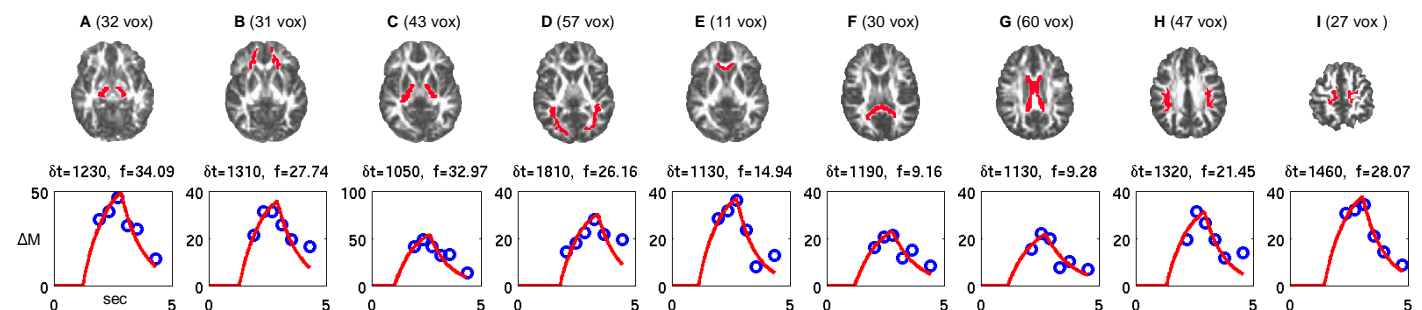 A (32 vox) B (31 vox) C (43 vox) D (57 vox) E (11 vox) F (30 vox) G (60 vox) H (47 vox) I (27 vox )
δt=1230, f=34.09 δt=1310, f=27.74 δt=1050, f=32.97 δt=1810, f=26.16 δt=1130, f=14.94 δt=1190, f=9.16 δt=1130, f=9.28 δt=1320, f=21.45 δt=1460, f=28.07
50 40 100 40 40 40 40 40 40
ΔM 20 50 20 20 20 20 20 20
0 0 0 0 0 0 0 0 0
sec
0 5 0 5 0 5 0 5 0 5 0 5 0 5 0 5 0 5